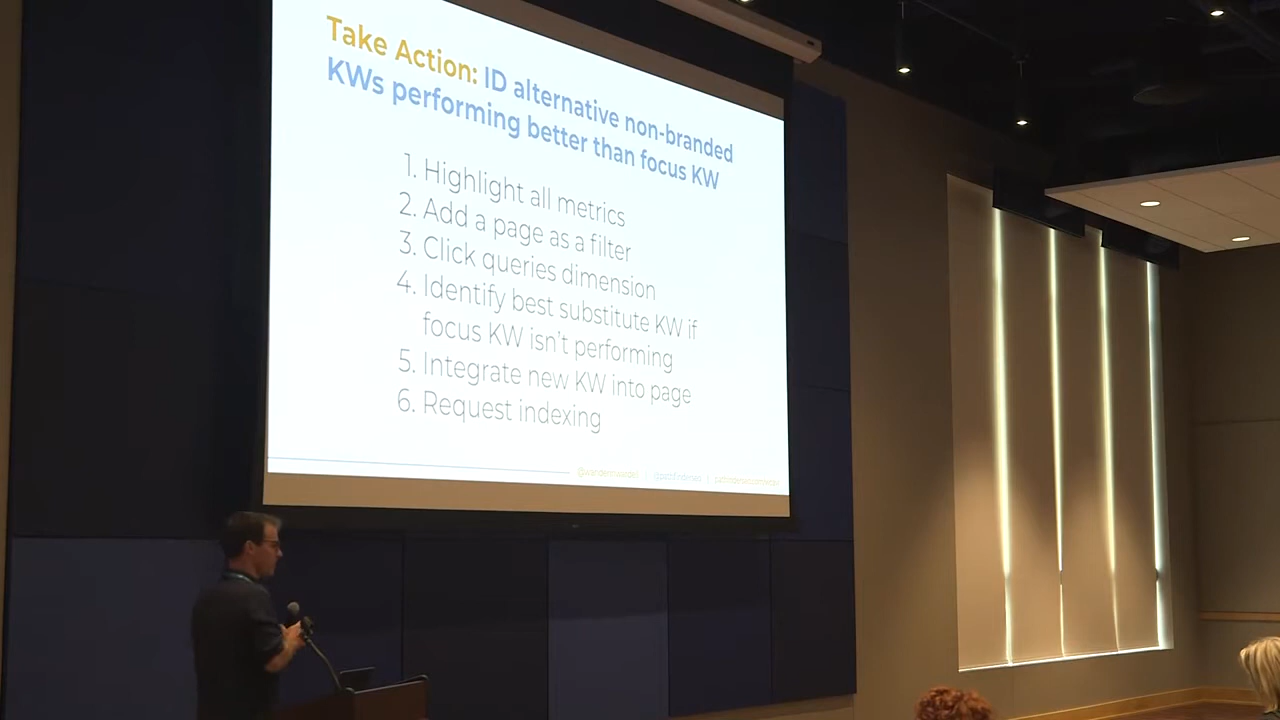 Take Action: ID alternative non-branded
KWs performing better than focus KW
1. Highlight all metrics
2. Add a page as a filter
3. Click queries dimension
4. Identify best substitute KW if
focus KW isn't performing
5. Integrate new KW into page
6. Request indexing